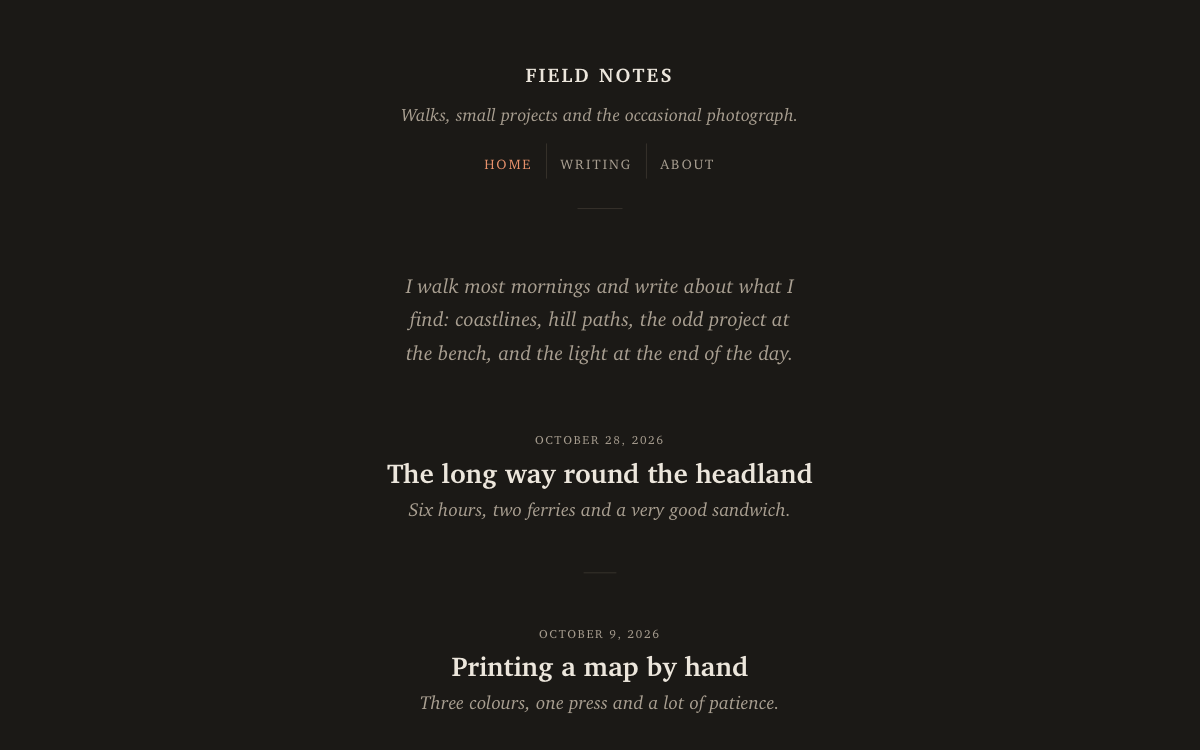 FIELD NOTES
Walks, small projects and the occasional photograph.
HOME
WRITING
ABOUT
I walk most mornings and write about what I
find: coastlines, hill paths, the odd project at
the bench, and the light at the end of the day.
OCTOBER 28, 2026
The long way round the headland
Six hours, two ferries and a very good sandwich.
OCTOBER 9, 2026
Printing a map by hand
Three colours, one press and a lot of patience.